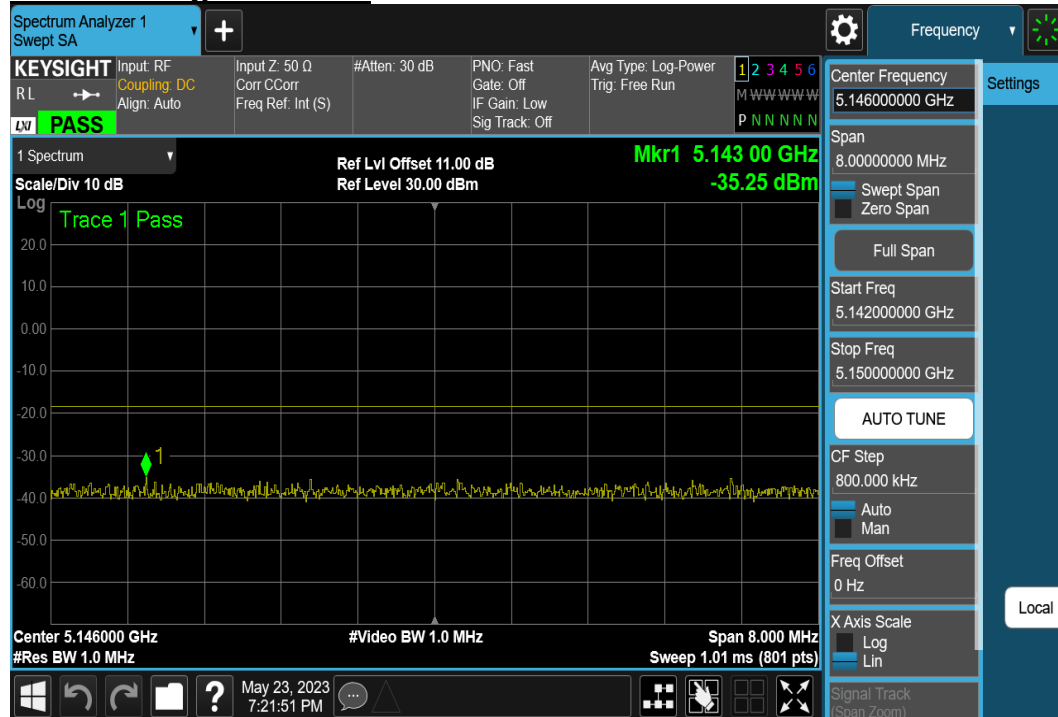 Spectrum Analyzer 1
Swept SA
+
Frequency
KEYSIGHT
R L
LXI
PASS
Input: RF
Coupling: DC
Align: Auto
Input Z: 50 Ω
Corr CCorr
Freq Ref: Int (S)
#Atten: 30 dB
PNO: Fast
Gate: Off
IF Gain: Low
Sig Track: Off
Avg Type: Log-Power
Trig: Free Run
1 2 3 4 5 6
M W W W W W
P N N N N N
1 Spectrum
Scale/Div 10 dB
Ref Lvl Offset 11.00 dB
Ref Level 30.00 dBm
Mkr1 5.143 00 GHz
-35.25 dBm
Log
Trace 1 Pass
20.0
10.0
0.00
-10.0
-20.0
-30.0
-40.0
-50.0
-60.0
1
Center 5.146000 GHz
#Res BW 1.0 MHz
#Video BW 1.0 MHz
Span 8.000 MHz
Sweep 1.01 ms (801 pts)
?
May 23, 2023
7:21:51 PM
Center Frequency
5.146000000 GHz
Span
8.00000000 MHz
Swept Span
Zero Span
Full Span
Start Freq
5.142000000 GHz
Stop Freq
5.150000000 GHz
AUTO TUNE
CF Step
800.000 kHz
Auto
Man
Freq Offset
0 Hz
X Axis Scale
Log
Lin
Signal Track
(Span Zoom)
Settings
Local